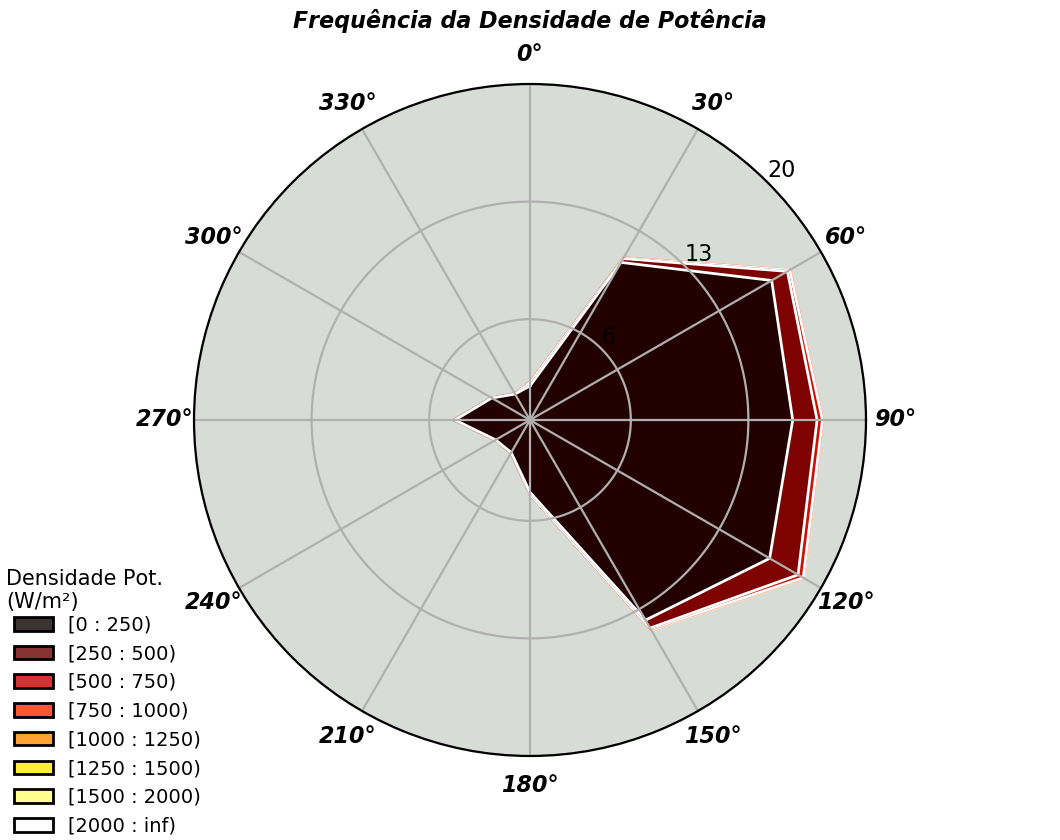 Frequência da Densidade de Potência
0°
330°
30°
20
300°
60°
13
6
270°
90°
Densidade Pot.
(W/m²)
240°
120°
[0 : 250)
[250 : 500)
[500 : 750)
[750 : 1000)
210°
150°
[1000 : 1250)
[1250 : 1500)
180°
[1500 : 2000)
[2000 : inf)